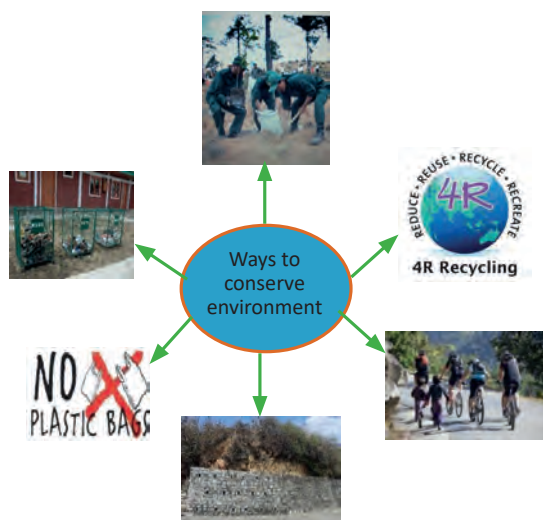 Ways to
conserve
environment
REDUCE • REUSE • RECYCLE • RECREATE
4R
4R Recycling
NO
PLASTIC BAGS